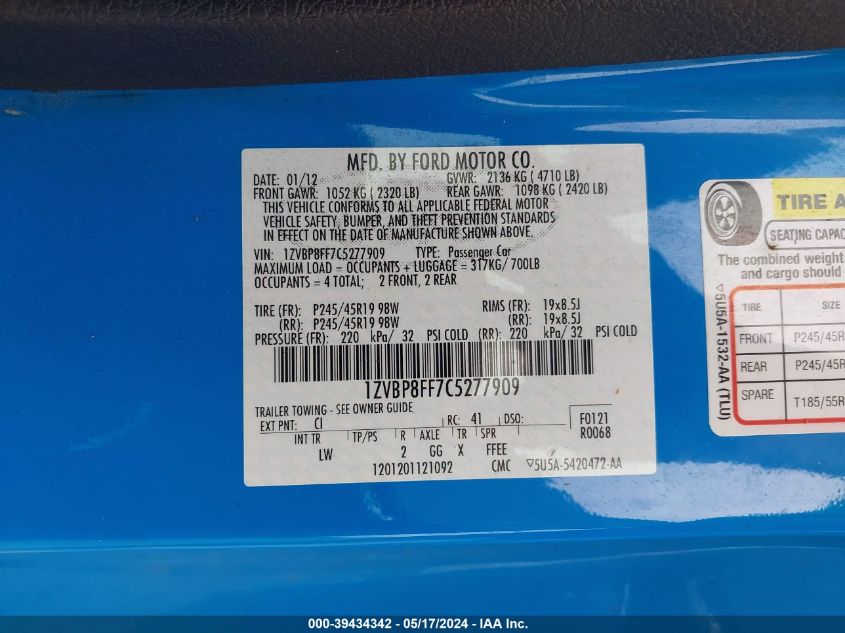 MFD. BY FORD MOTOR CO.
DATE: 01/12 GVWR: 2136 KG ( 4710 LB)
FRONT GAWR: 1052 KG ( 2320 LB) REAR GAWR: 1098 KG ( 2420 LB)
THIS VEHICLE CONFORMS TO ALL APPLICABLE FEDERAL MOTOR
VEHICLE SAFETY, BUMPER, AND THEFT PREVENTION STANDARDS
IN EFFECT ON THE DATE OF MANUFACTURE SHOWN ABOVE.
VIN: 1ZVBP8FF7C5277909 TYPE: Passenger Car
MAXIMUM LOAD = OCCUPANTS + LUGGAGE = 317KG/ 700LB
OCCUPANTS = 4 TOTAL; 2 FRONT, 2 REAR
TIRE (FR): P245/45R19 98W RIMS (FR): 19x8.5J
(RR): P245/45R19 98W (RR): 19x8.5J
PRESSURE (FR): 220 kPa/ 32 PSI COLD (RR): 220 kPa/ 32 PSI COLD
1ZVBP8FF7C5277909
TRAILER TOWING - SEE OWNER GUIDE
EXT PNT: CI RC: 41 DSO: F0121
INT TR TP/PS R AXLE TR SPR R0068
LW 2 GG X FFEE
1201201121092 CMC 5U5A-5420472-AA
TIRE A
SEATING CAPAC
The combined weight
and cargo should
5U5A-1532-AA (TLU)
TIRE SIZE
FRONT P245/45R
REAR P245/45R
SPARE T185/55R
000-39434342 / 05/17/2024 - IAA Inc.